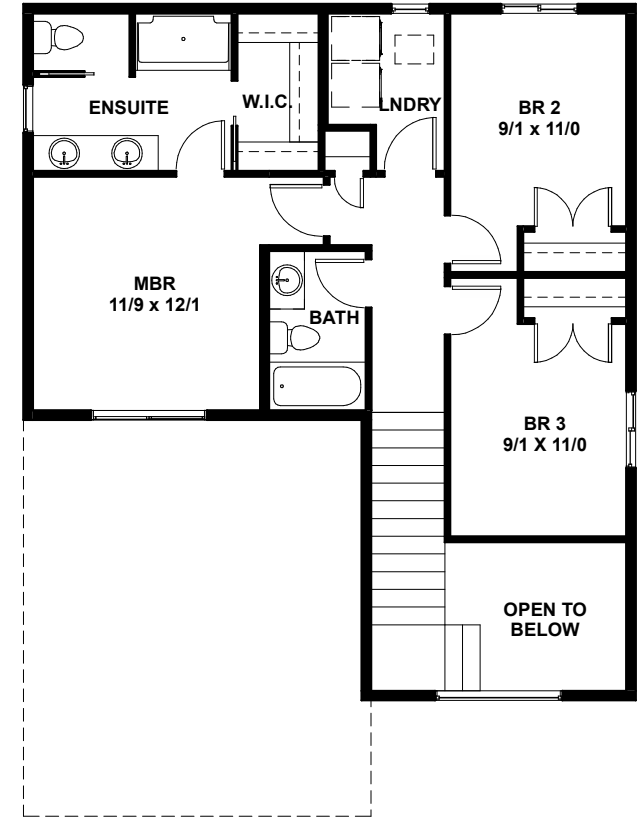 ENSUITE
W.I.C.
LNDRY
BR 2
9/1 x 11/0
MBR
11/9 x 12/1
BATH
BR 3
9/1 X 11/0
OPEN TO
BELOW